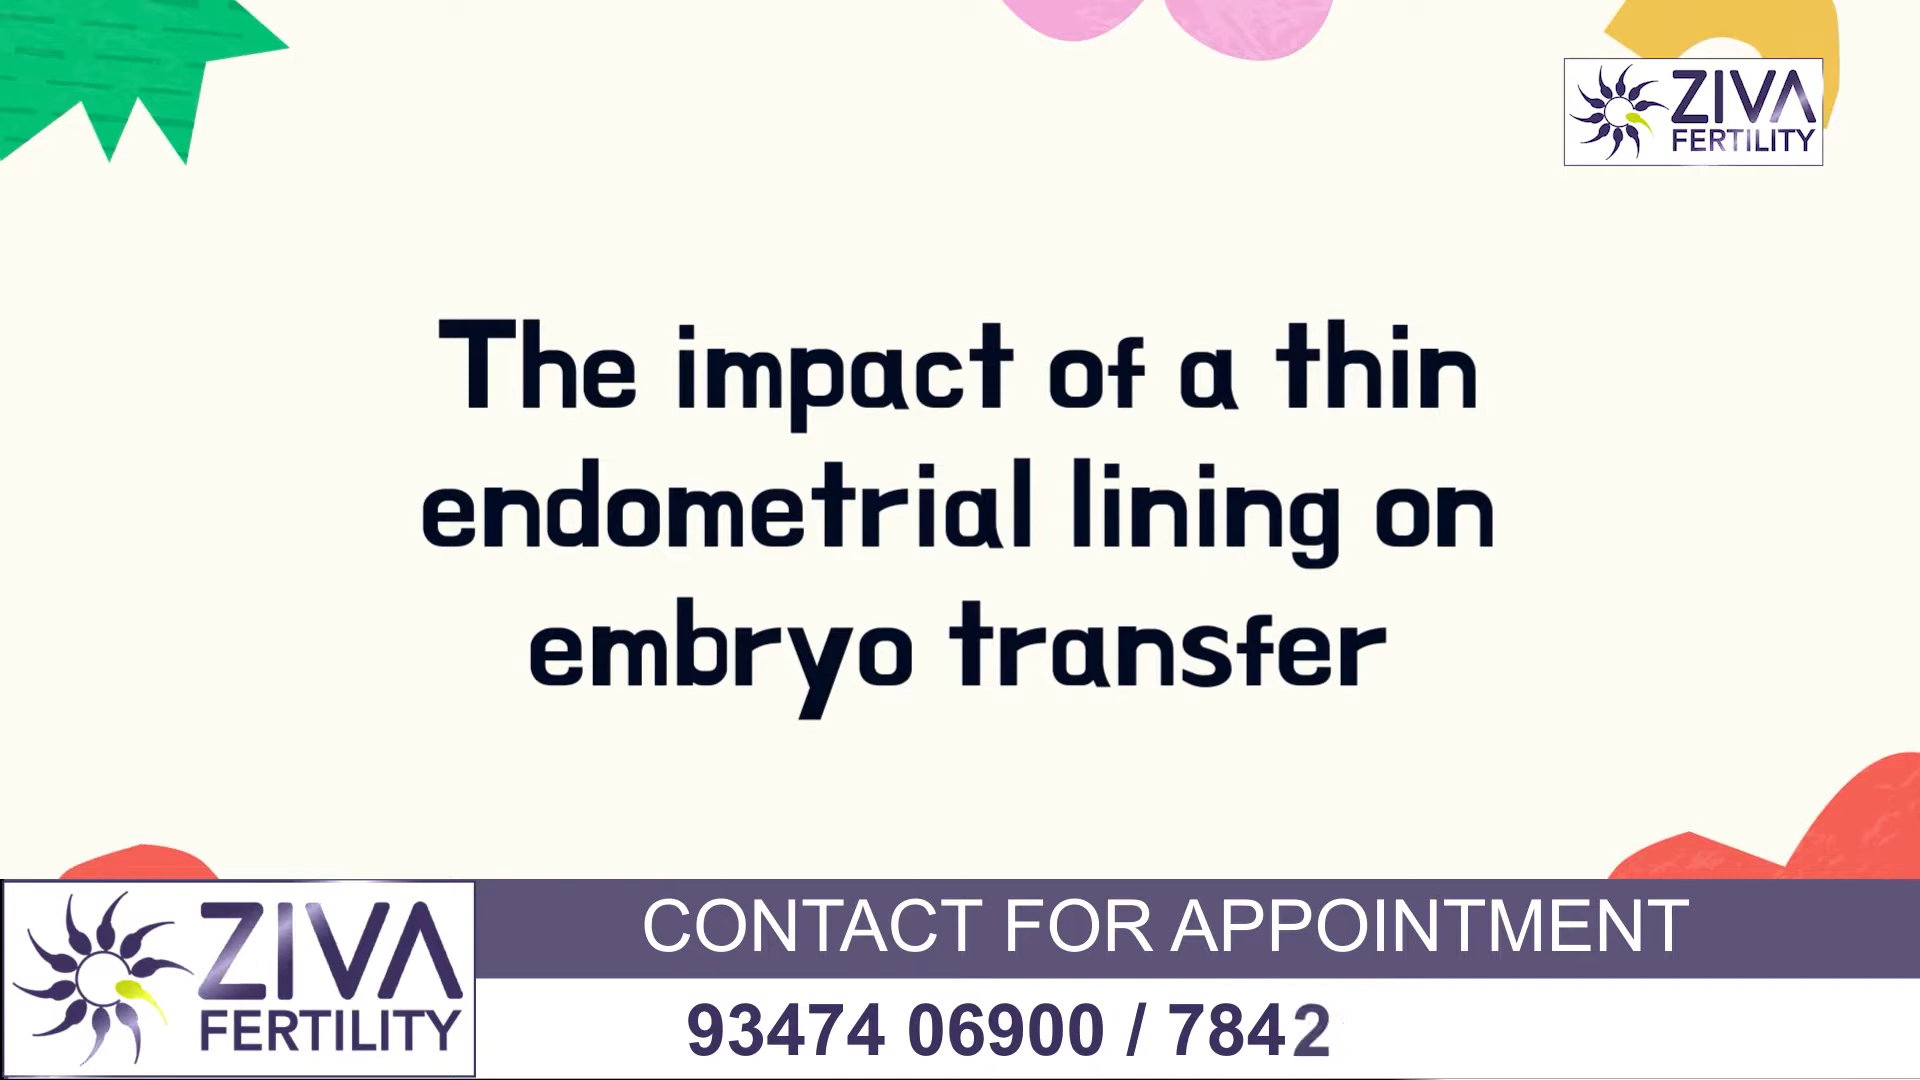 ZIVA
FERTILITY
The impact of a thin
endometrial lining on
embryo transfer
ZIVA
FERTILITY
CONTACT FOR APPOINTMENT
93474 06900 / 7842